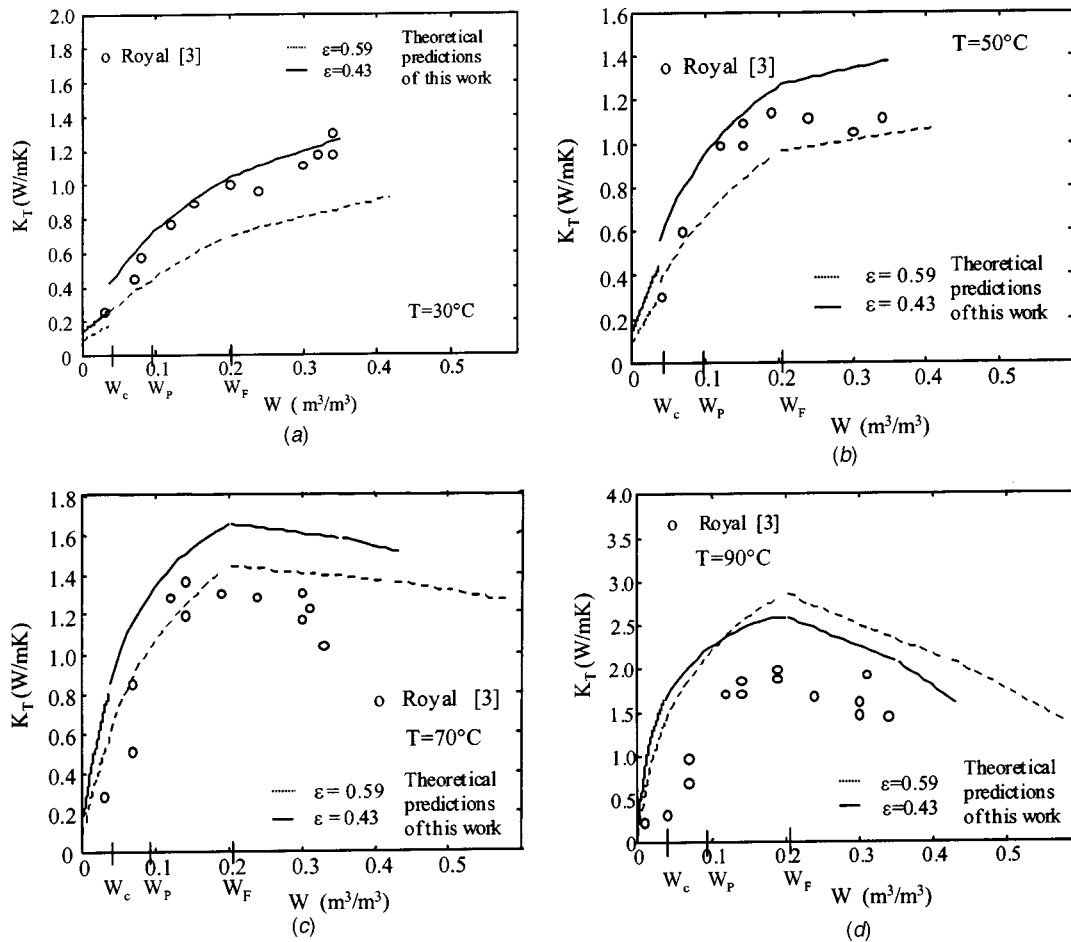 2.0
1.8
1.6
1.4
1.2
1.0
0.8
0.6
0.4
0.2
0
K_T (W/mK)
o Royal [3]
ε=0.59
ε=0.43
Theoretical
predictions
of this work
T=30°C
0 0.1 0.2 0.3 0.4 0.5
W_c W_P W_F
W ( m³/m³)
(a)
1.6
1.4
1.2
1.0
0.8
0.6
0.4
0.2
0
K_T (W/mK)
o Royal [3]
T=50°C
ε = 0.59
ε = 0.43
Theoretical
predictions
of this work
0 0.1 0.2 0.3 0.4 0.5
W_c W_P W_F
W (m³/m³)
(b)
1.8
1.6
1.4
1.2
1.0
0.8
0.6
0.4
0.2
0
K_T (W/mK)
o Royal [3]
T=70°C
ε = 0.59
ε = 0.43
Theoretical
predictions
of this work
0 0.1 0.2 0.3 0.4 0.5
W_c W_P W_F
W (m³/m³)
(c)
4.0
3.5
3.0
2.5
2.0
1.5
1.0
0.5
0
K_T (W/mK)
o Royal [3]
T=90°C
ε=0.59
ε=0.43
Theoretical
predictions
of this work
0 0.1 0.2 0.3 0.4 0.5
W_c W_P W_F
W (m³/m³)
(d)